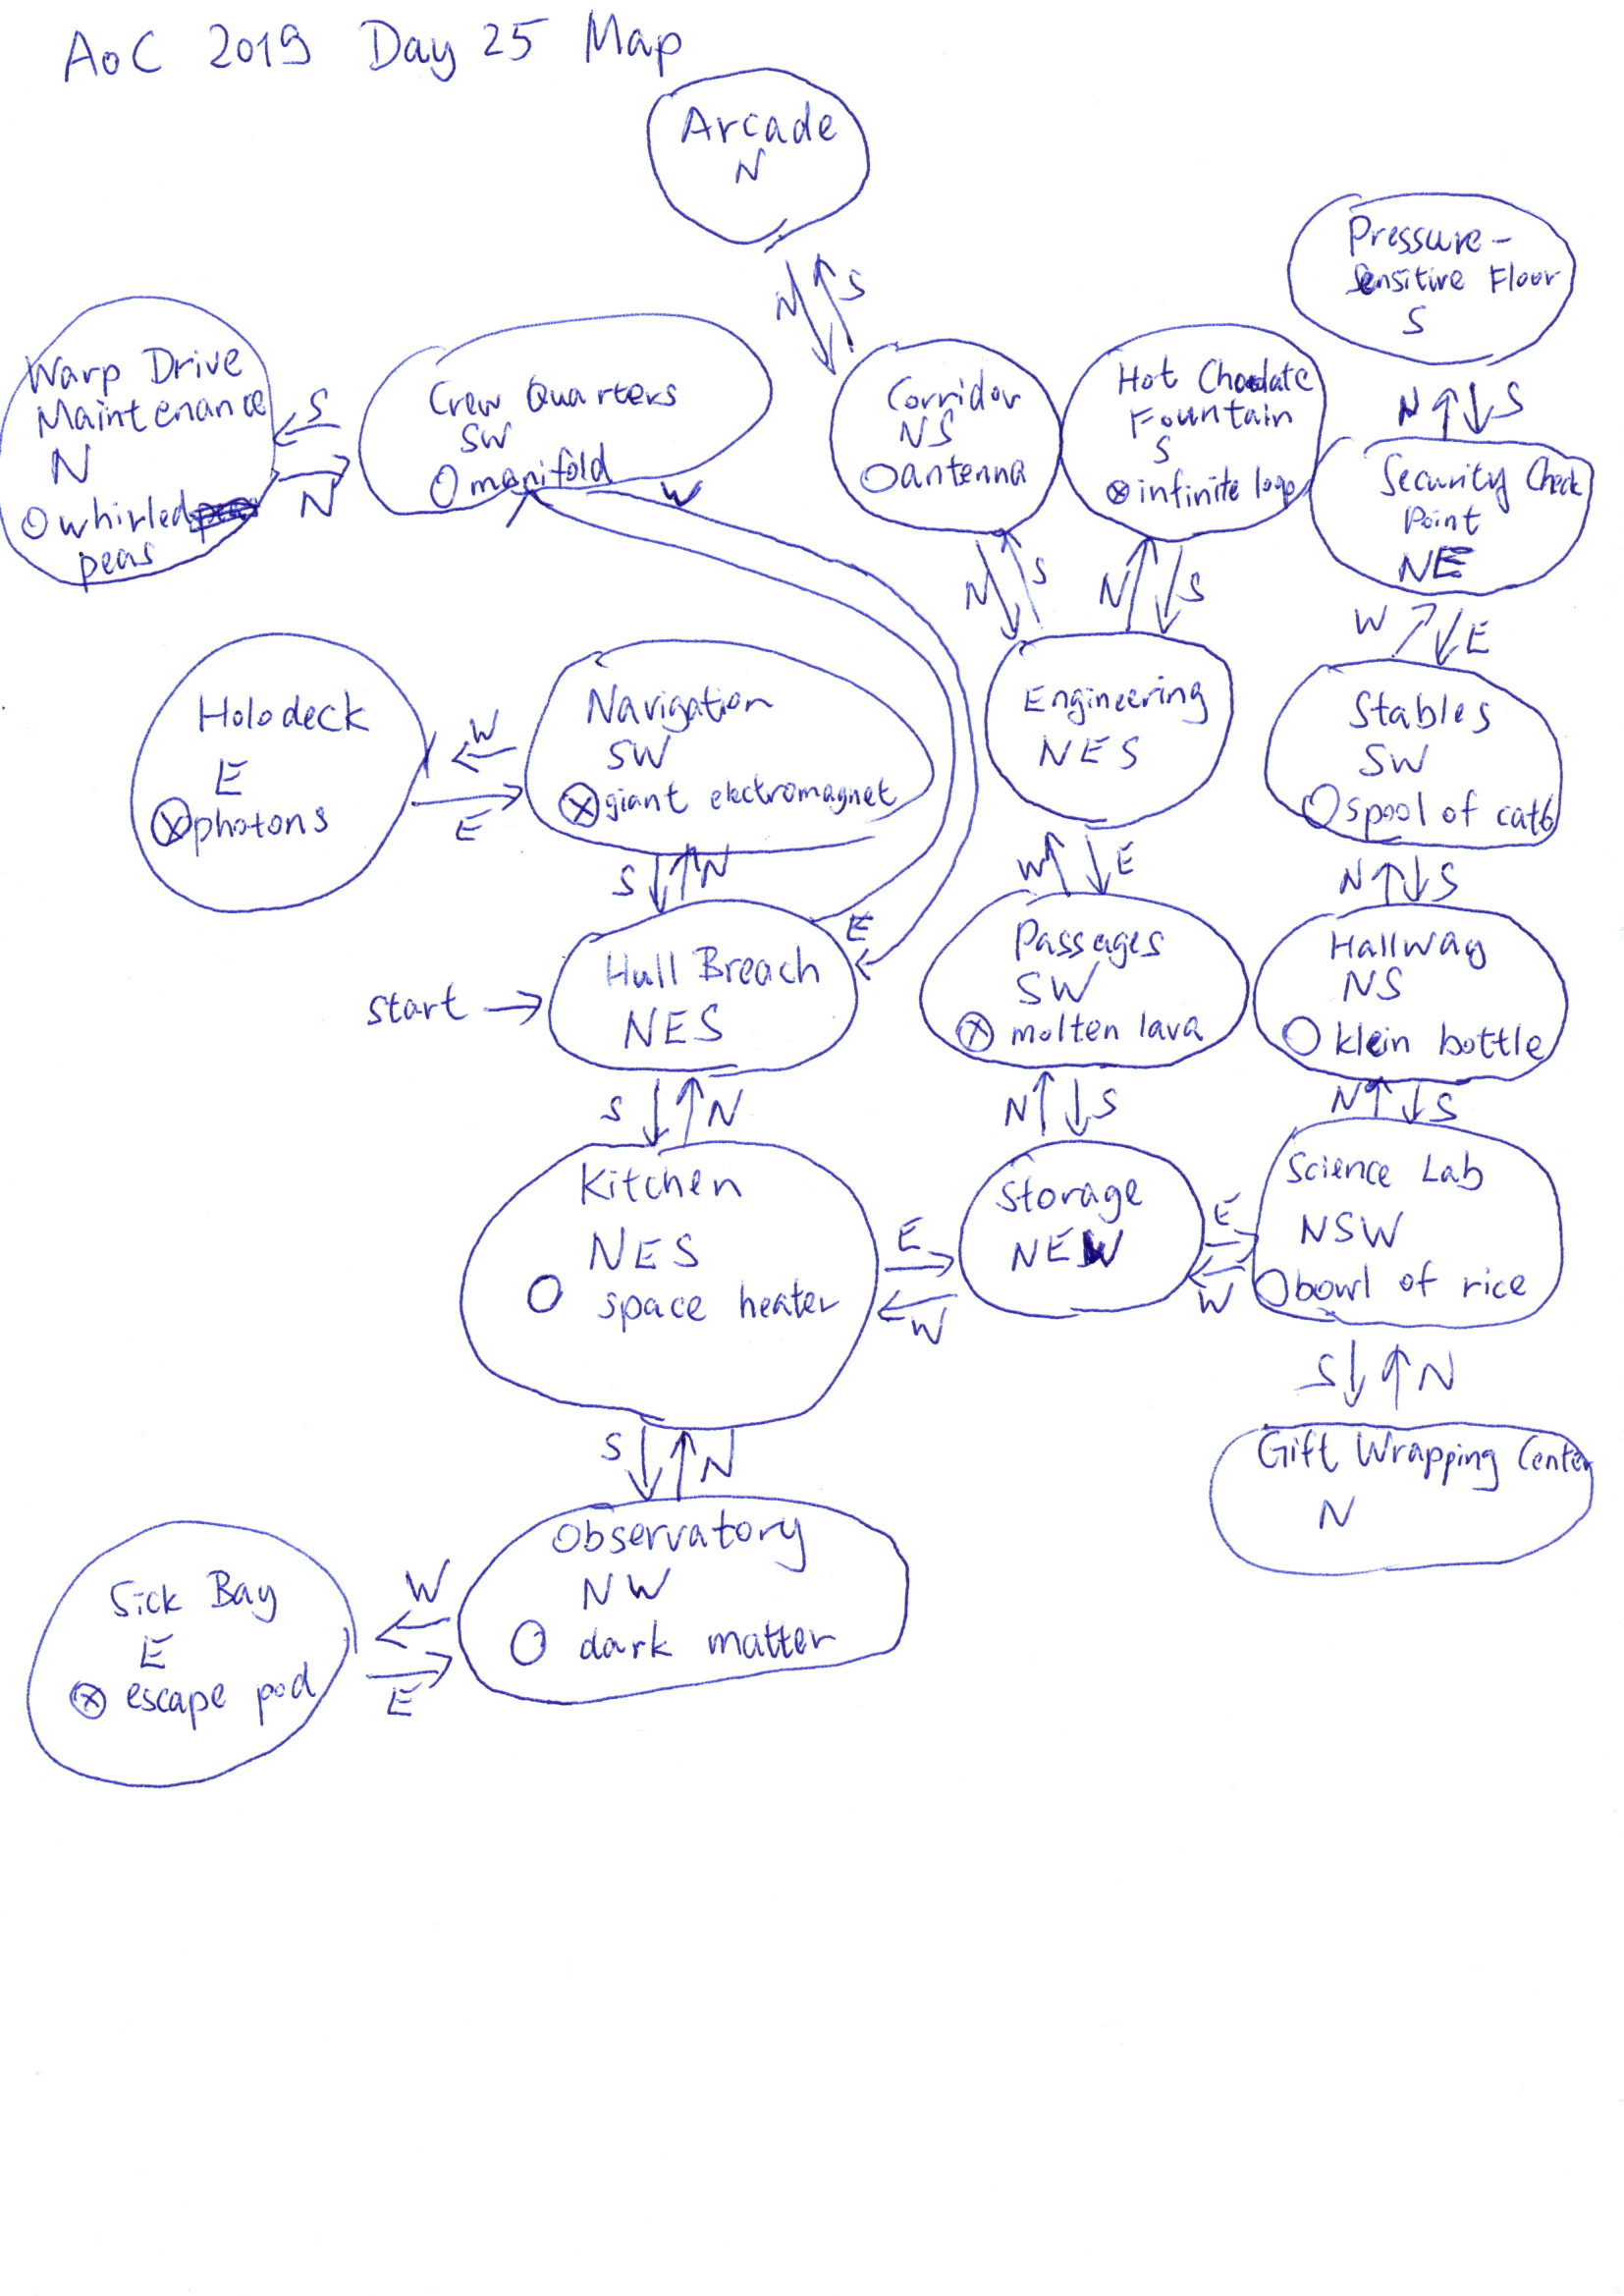 AoC 2019 Day 25 Map
Arcade
N
N S
Pressure-
Sensitive Floor
S
N S
Warp Drive
Maintenance
N
O whirled
peas
S
N
Crew Quarters
SW
O manifold
W
Corridor
NS
O antenna
Hot Chocolate
Fountain
S
⊗ infinite loop
Security Check
Point
NE
N S
N S
W E
Holodeck
E
⊗ photons
W
E
Navigation
SW
⊗ giant electromagnet
Engineering
NES
Stables
SW
O spool of cat6
S N
W E
N S
start → Hull Breach
NES
E
Passages
SW
⊗ molten lava
Hallway
NS
O klein bottle
S N
N S
N S
Kitchen
NES
O space heater
E
W
Storage
NEW
E
W
Science Lab
NSW
O bowl of rice
S N
S N
Gift Wrapping Center
N
Observatory
NW
O dark matter
W
E
Sick Bay
E
⊗ escape pod